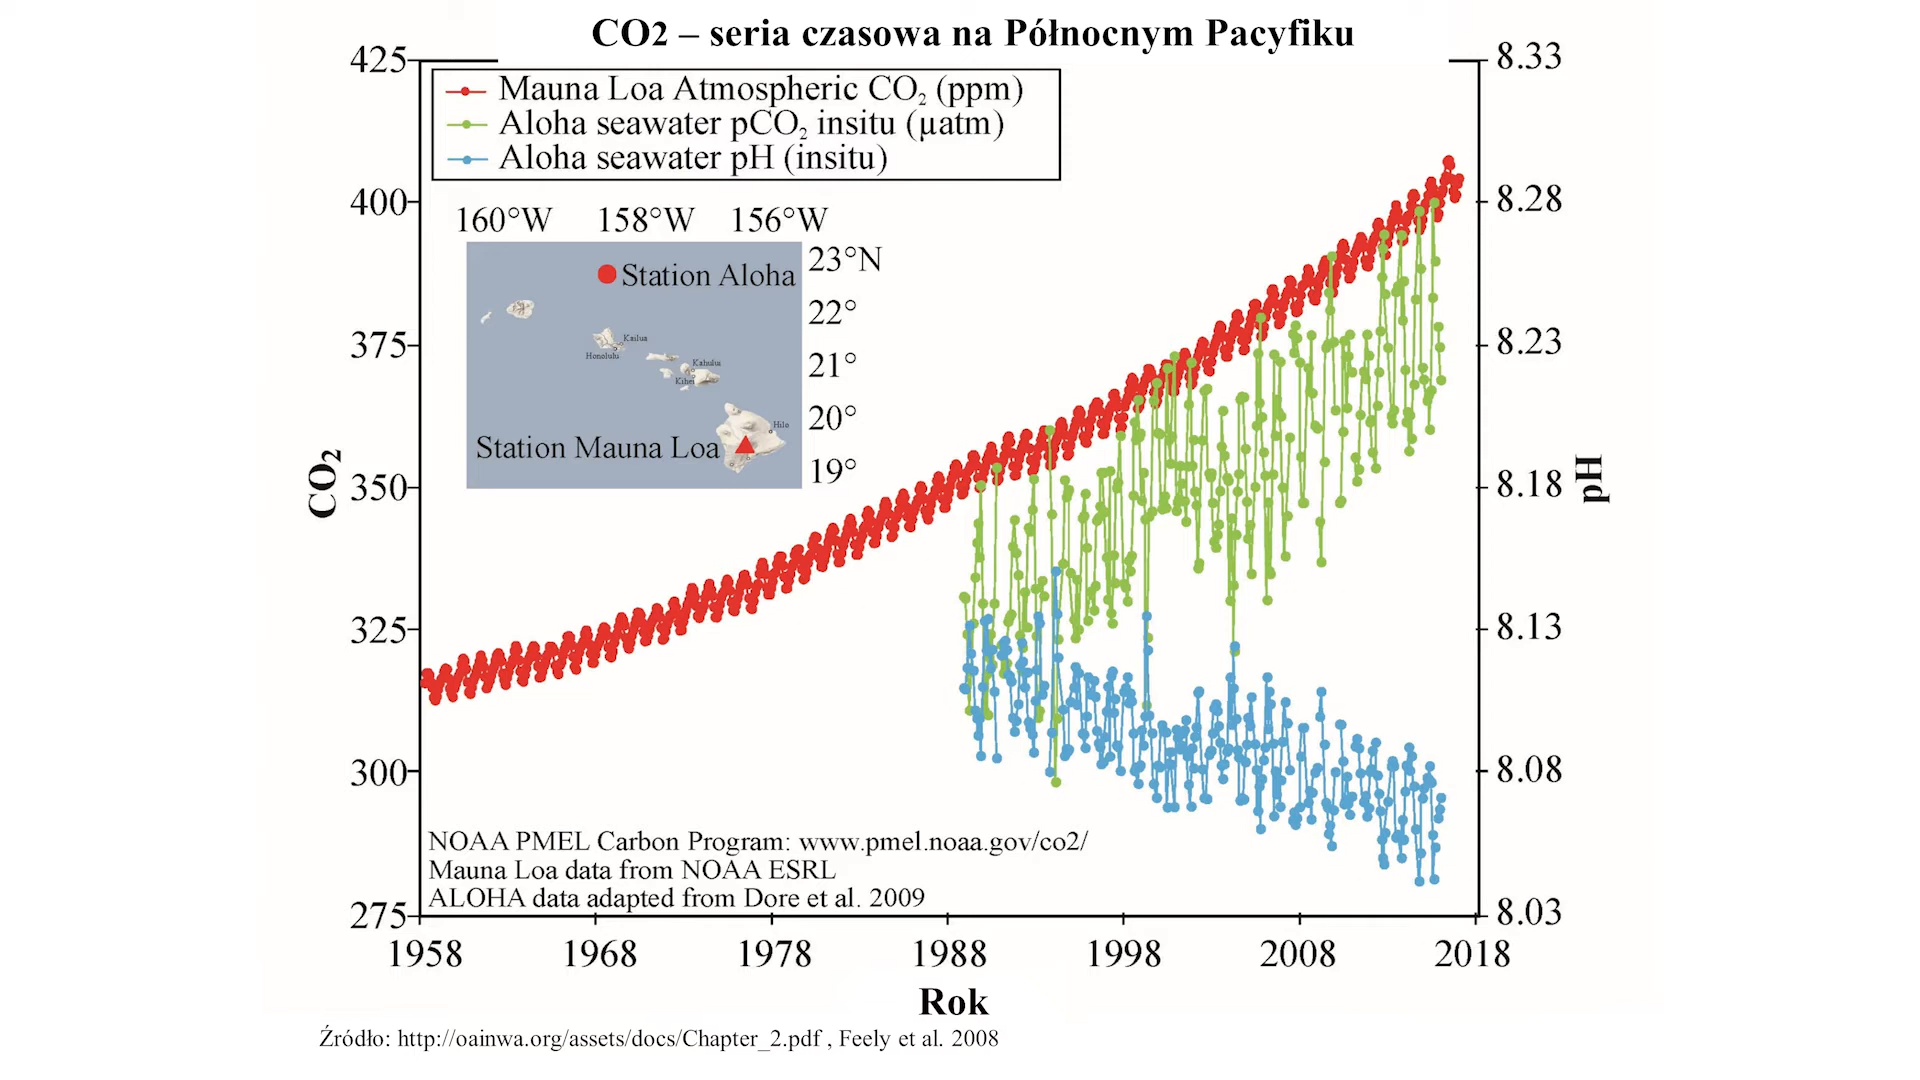 CO2 – seria czasowa na Północnym Pacyfiku
425
400
375
350
325
300
275
CO₂
8.33
8.28
8.23
8.18
8.13
8.08
8.03
pH
Mauna Loa Atmospheric CO₂ (ppm)
Aloha seawater pCO₂ insitu (µatm)
Aloha seawater pH (insitu)
160°W 158°W 156°W
23°N
22°
21°
20°
19°
Station Aloha
Kailua
Honolulu
Kahului
Kihei
Hilo
Station Mauna Loa
NOAA PMEL Carbon Program: www.pmel.noaa.gov/co2/
Mauna Loa data from NOAA ESRL
ALOHA data adapted from Dore et al. 2009
1958 1968 1978 1988 1998 2008 2018
Rok
Źródło: http://oainwa.org/assets/docs/Chapter_2.pdf , Feely et al. 2008